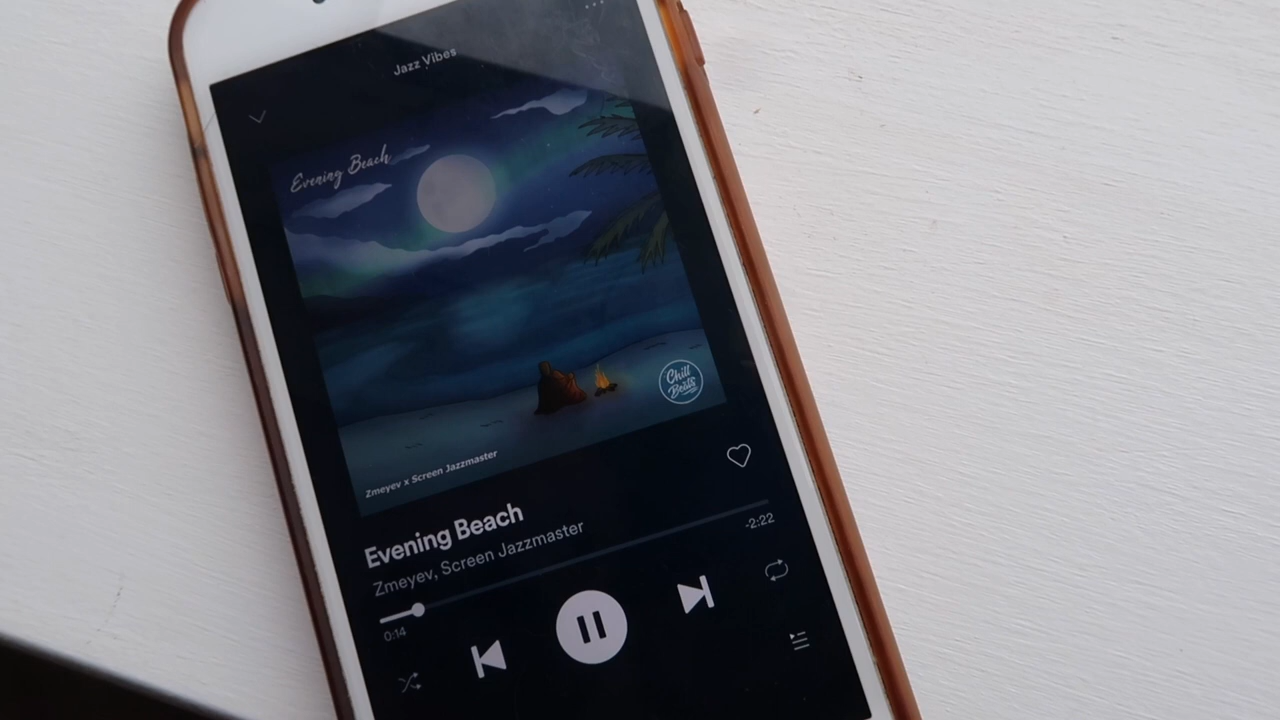 Jazz Vibes
Evening Beach
Chill
Beats
Zmeyev x Screen Jazzmaster
Evening Beach
Zmeyev, Screen Jazzmaster
0:14
-2:22